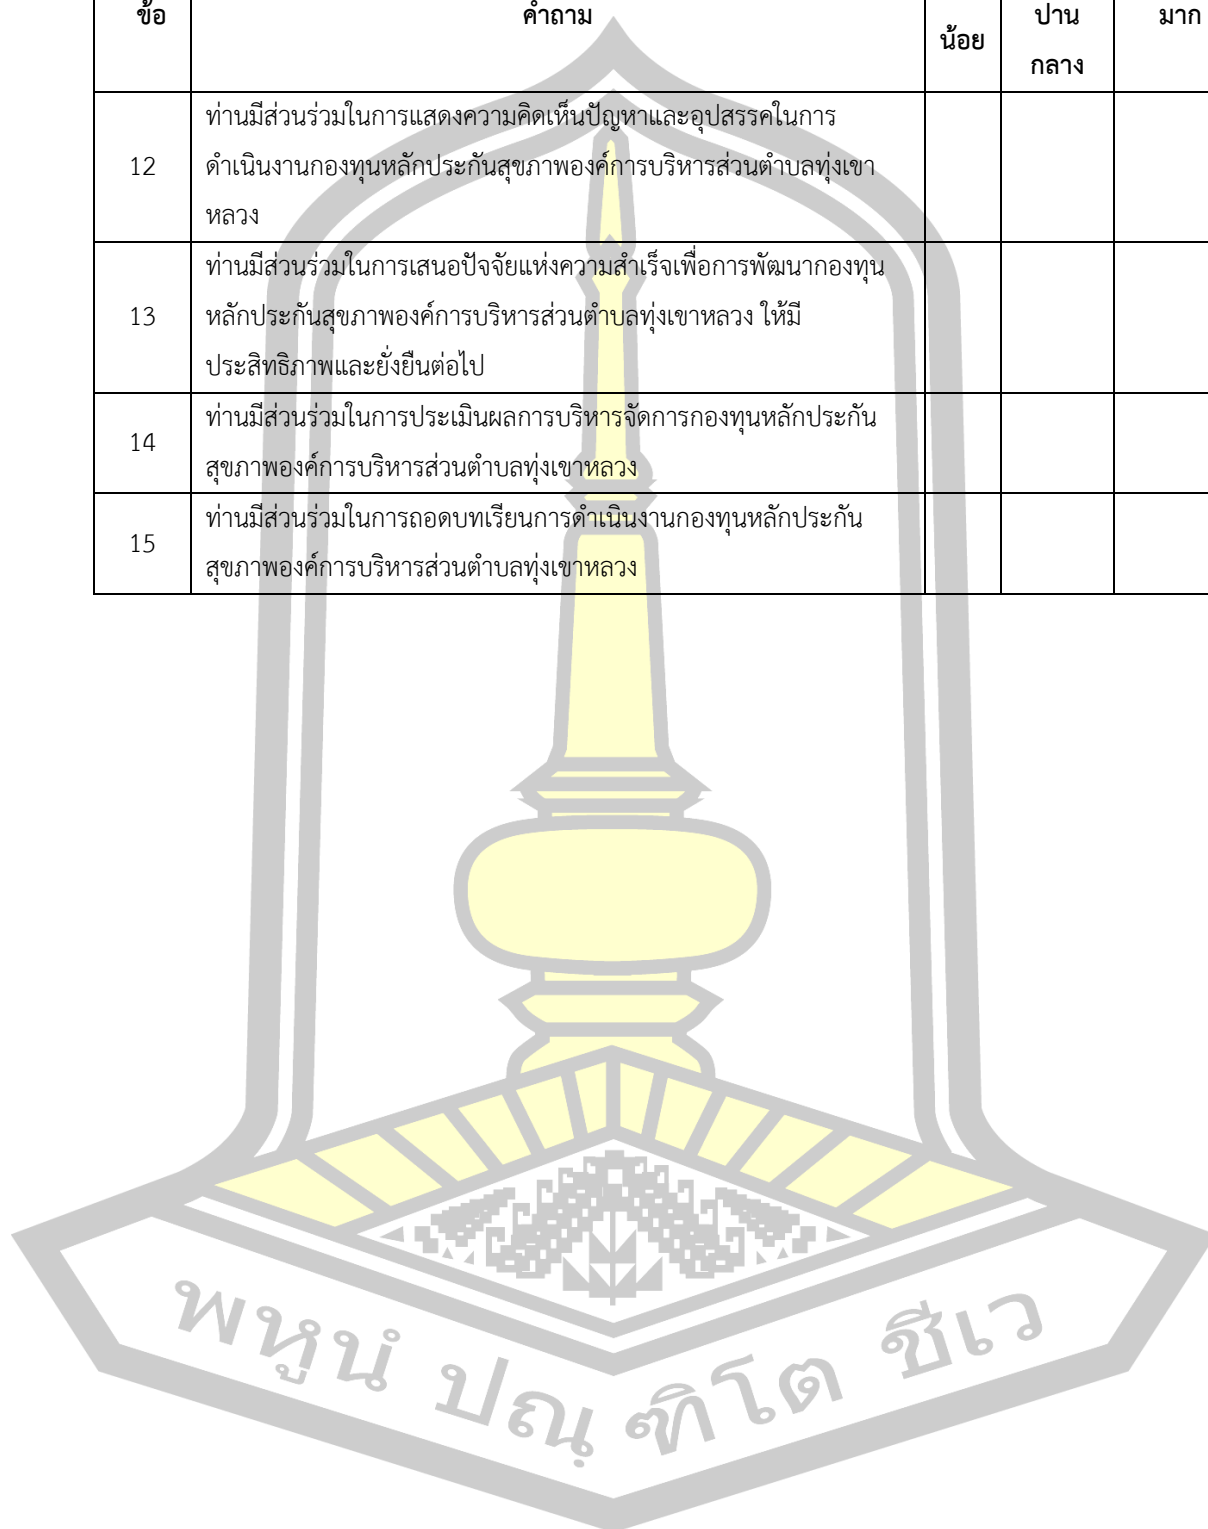 ข้อ คำถาม น้อย ปาน มาก
กลาง
ท่านมีส่วนร่วมในการแสดงความคิดเห็นปัญหาและอุปสรรคในการ
12 ดำเนินงานกองทุนหลักประกันสุขภาพองค์การบริหารส่วนตำบลทุ่งเขา
หลวง
ท่านมีส่วนร่วมในการเสนอปัจจัยแห่งความสำเร็จเพื่อการพัฒนากองทุน
13 หลักประกันสุขภาพองค์การบริหารส่วนตำบลทุ่งเขาหลวง ให้มี
ประสิทธิภาพและยั่งยืนต่อไป
14 ท่านมีส่วนร่วมในการประเมินผลการบริหารจัดการกองทุนหลักประกัน
สุขภาพองค์การบริหารส่วนตำบลทุ่งเขาหลวง
15 ท่านมีส่วนร่วมในการถอดบทเรียนการดำเนินงานกองทุนหลักประกัน
สุขภาพองค์การบริหารส่วนตำบลทุ่งเขาหลวง
พหูนํ ปณฺฑิโต ชีเว